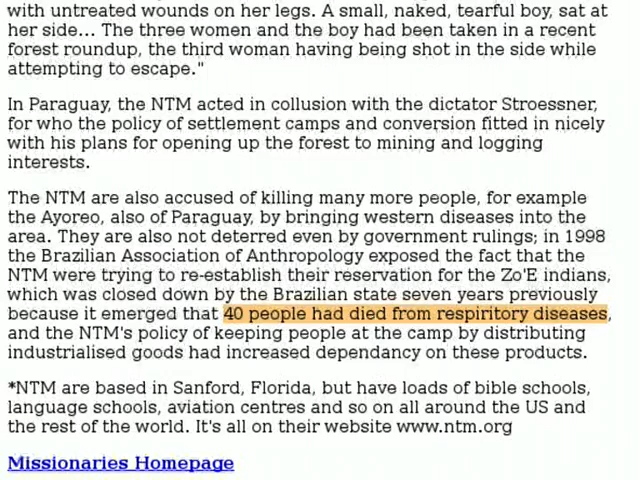 with untreated wounds on her legs. A small, naked, tearful boy, sat at
her side... The three women and the boy had been taken in a recent
forest roundup, the third woman having being shot in the side while
attempting to escape."
In Paraguay, the NTM acted in collusion with the dictator Stroessner,
for who the policy of settlement camps and conversion fitted in nicely
with his plans for opening up the forest to mining and logging
interests.
The NTM are also accused of killing many more people, for example
the Ayoreo, also of Paraguay, by bringing western diseases into the
area. They are also not deterred even by government rulings; in 1998
the Brazilian Association of Anthropology exposed the fact that the
NTM were trying to re-establish their reservation for the Zo'E indians,
which was closed down by the Brazilian state seven years previously
because it emerged that 40 people had died from respiritory diseases,
and the NTM's policy of keeping people at the camp by distributing
industrialised goods had increased dependancy on these products.
*NTM are based in Sanford, Florida, but have loads of bible schools,
language schools, aviation centres and so on all around the US and
the rest of the world. It's all on their website www.ntm.org
Missionaries Homepage